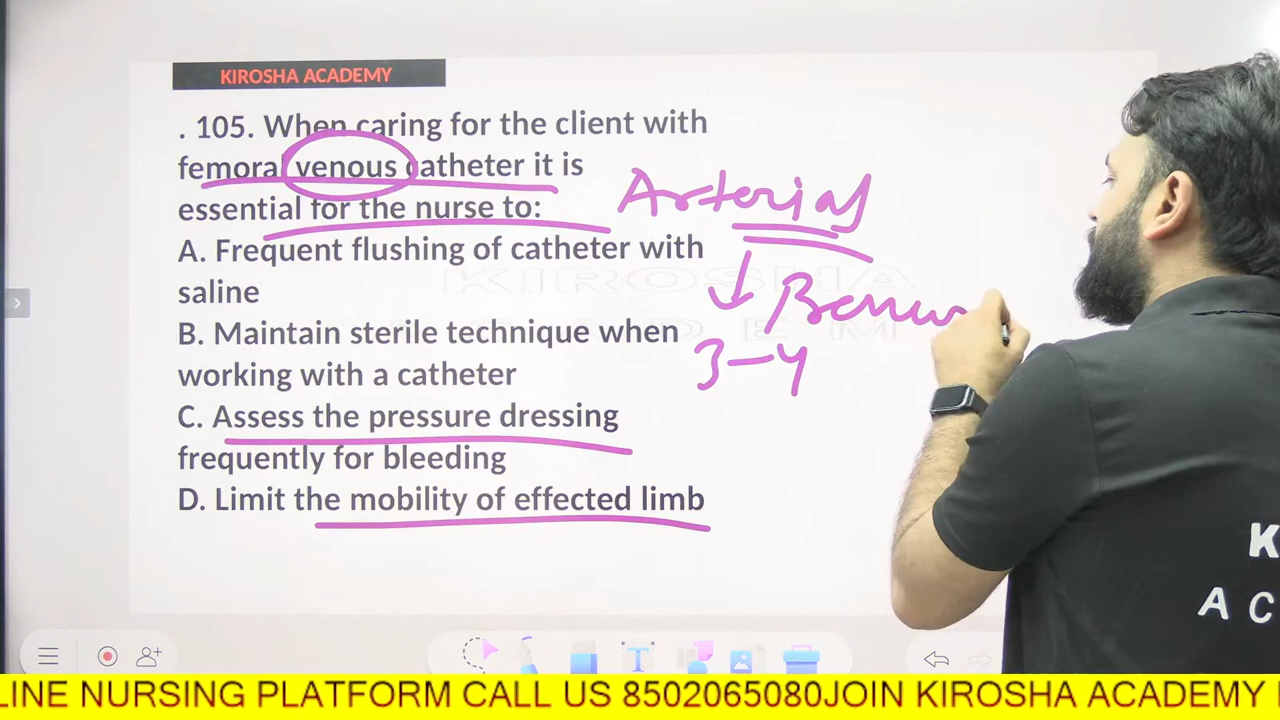 KIROSHA ACADEMY
. 105. When caring for the client with
femoral venous catheter it is
essential for the nurse to:
A. Frequent flushing of catheter with
saline
B. Maintain sterile technique when
working with a catheter
C. Assess the pressure dressing
frequently for bleeding
D. Limit the mobility of effected limb
Arterial
3-4
KIROSHA
A C
K
LINE NURSING PLATFORM CALL US 8502065080JOIN KIROSHA ACADEMY